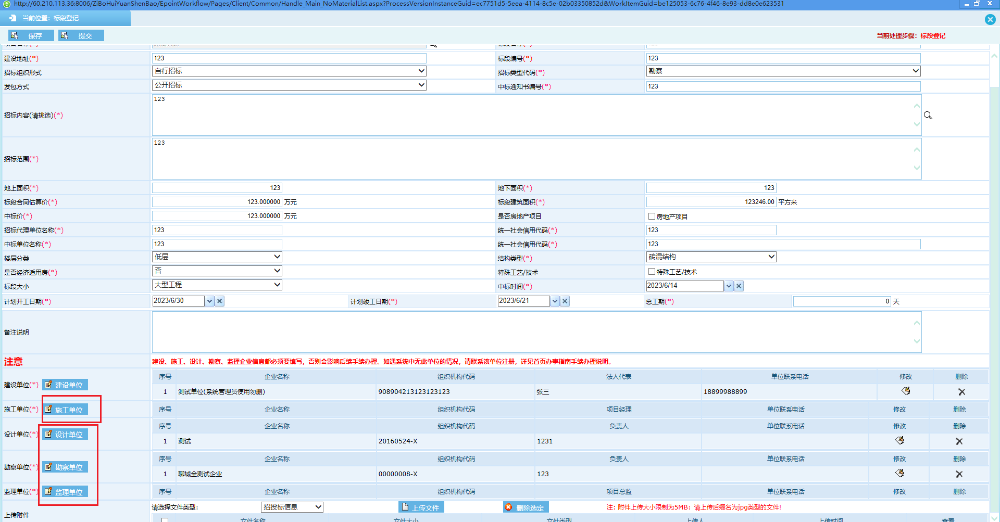 http://60.210.113.36:8006/ZiBoHuiYuanShenBao/EpointWorkflow/Pages/Client/Common/Handle_Main_NoMaterialList.aspx?ProcessVersionInstanceGuid=ec7751d5-5eea-4114-8c5e-02b03350852d&WorkItemGuid=be125053-6c76-4f46-8e93-dd8e0e623531
当前位置：标段登记
保存 提交 当前处理步骤：标段登记
建设地址(*) 123 标段编号(*) 123
招标组织形式 自行招标 招标类型代码(*) 勘察
发包方式 公开招标 中标通知书编号(*) 123
招标内容(请挑选)(*) 123
招标范围(*) 123
地上面积(*) 123 地下面积(*) 123
标段合同估算价(*) 123.000000 万元 标段建筑面积(*) 123246.00 平方米
中标价(*) 123.000000 万元 是否房地产项目 房地产项目
招标代理单位名称(*) 123 统一社会信用代码(*) 123
中标单位名称(*) 123 统一社会信用代码(*) 123
楼层分类 低层 结构类型(*) 砖混结构
是否经济适用房(*) 否 特殊工艺/技术 特殊工艺/技术
标段大小 大型工程 中标时间(*) 2023/6/14
计划开工日期(*) 2023/6/30 计划竣工日期(*) 2023/6/21 总工期(*) 0 天
备注说明
注意 建设、施工、设计、勘察、监理企业信息都必须要填写，否则会影响后续手续办理。如遇系统中无此单位的情况，请联系该单位注册，详见首页办事指南手续办理说明。
建设单位(*) 建设单位 序号 企业名称 组织机构代码 法人代表 单位联系电话 修改 删除
1 测试单位(系统管理员使用勿删) 908904213123123123 张三 18899988899
施工单位(*) 施工单位 序号 企业名称 组织机构代码 项目经理 单位联系电话 修改 删除
设计单位(*) 设计单位 序号 企业名称 组织机构代码 负责人 单位联系电话 修改 删除
1 测试 20160524-X 1231
勘察单位(*) 勘察单位 序号 企业名称 组织机构代码 负责人 单位联系电话 修改 删除
1 聊城全测试企业 00000008-X 123
监理单位(*) 监理单位 序号 企业名称 组织机构代码 项目总监 单位联系电话 修改 删除
上传附件 请选择文件类型： 招投标信息 上传文件 删除选定 注：附件上传大小限制为5MB：请上传后缀名为jpg类型的文件！
文件名称 文件大小 文件类型 上传人 上传时间 查看